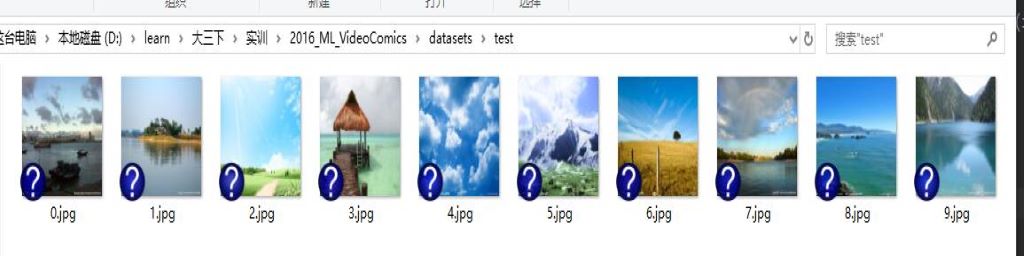 组织 新建 打开 选择
这台电脑 › 本地磁盘 (D:) › learn › 大三下 › 实训 › 2016_ML_VideoComics › datasets › test
搜索"test"
0.jpg 1.jpg 2.jpg 3.jpg 4.jpg 5.jpg 6.jpg 7.jpg 8.jpg 9.jpg